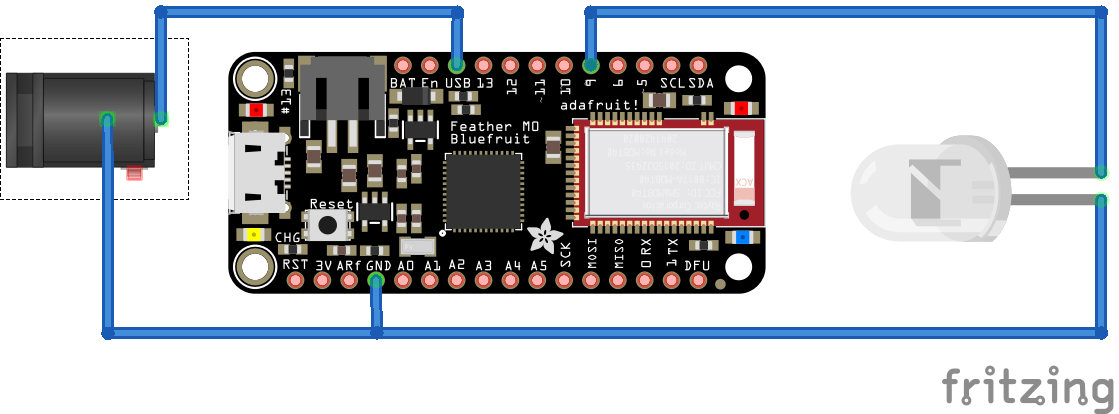 BAT En USB 13 12 ~11 ~10 ~9 6 ~5 SCL SDA
#13
adafruit!
Feather M0
Bluefruit
ACK
Reset
CHG
RST 3V ARf GND A0 A1 A2 A3 A4 A5 SCK MOSI MISO 0 RX 1 TX DFU
fritzing